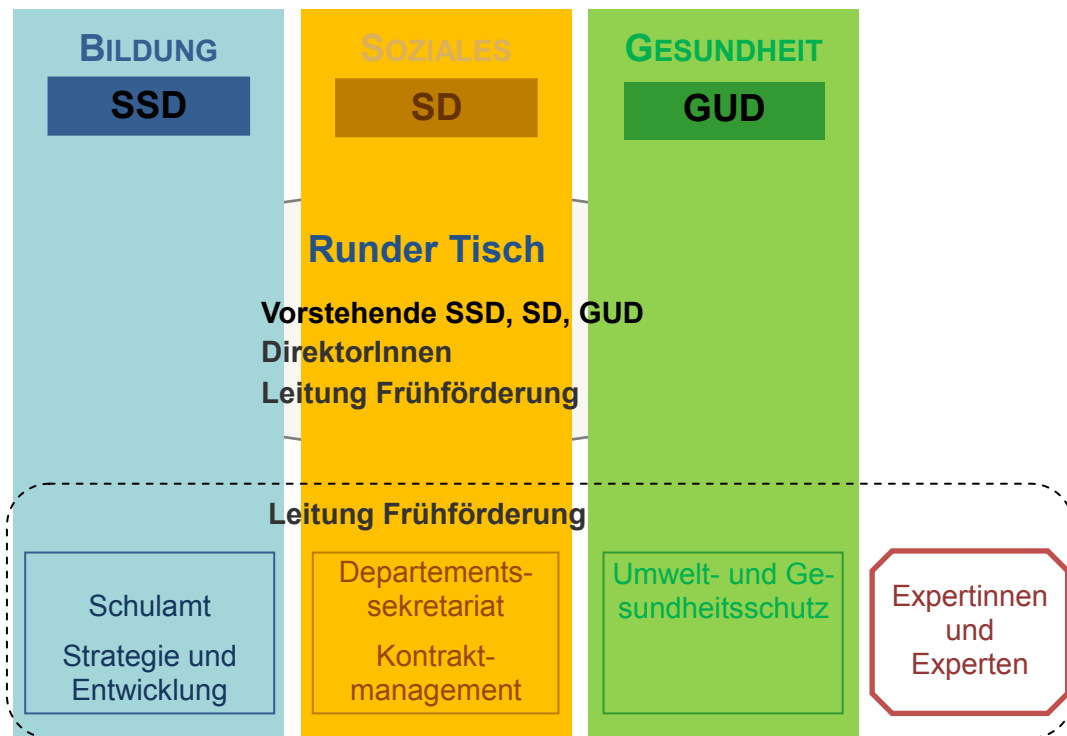 BILDUNG
SSD
SOZIALES
SD
GESUNDHEIT
GUD
Runder Tisch
Vorstehende SSD, SD, GUD
DirektorInnen
Leitung Frühförderung
Leitung Frühförderung
Schulamt
Strategie und
Entwicklung
Departements-
sekretariat
Kontrakt-
management
Umwelt- und Ge-
sundheitsschutz
Expertinnen
und
Experten